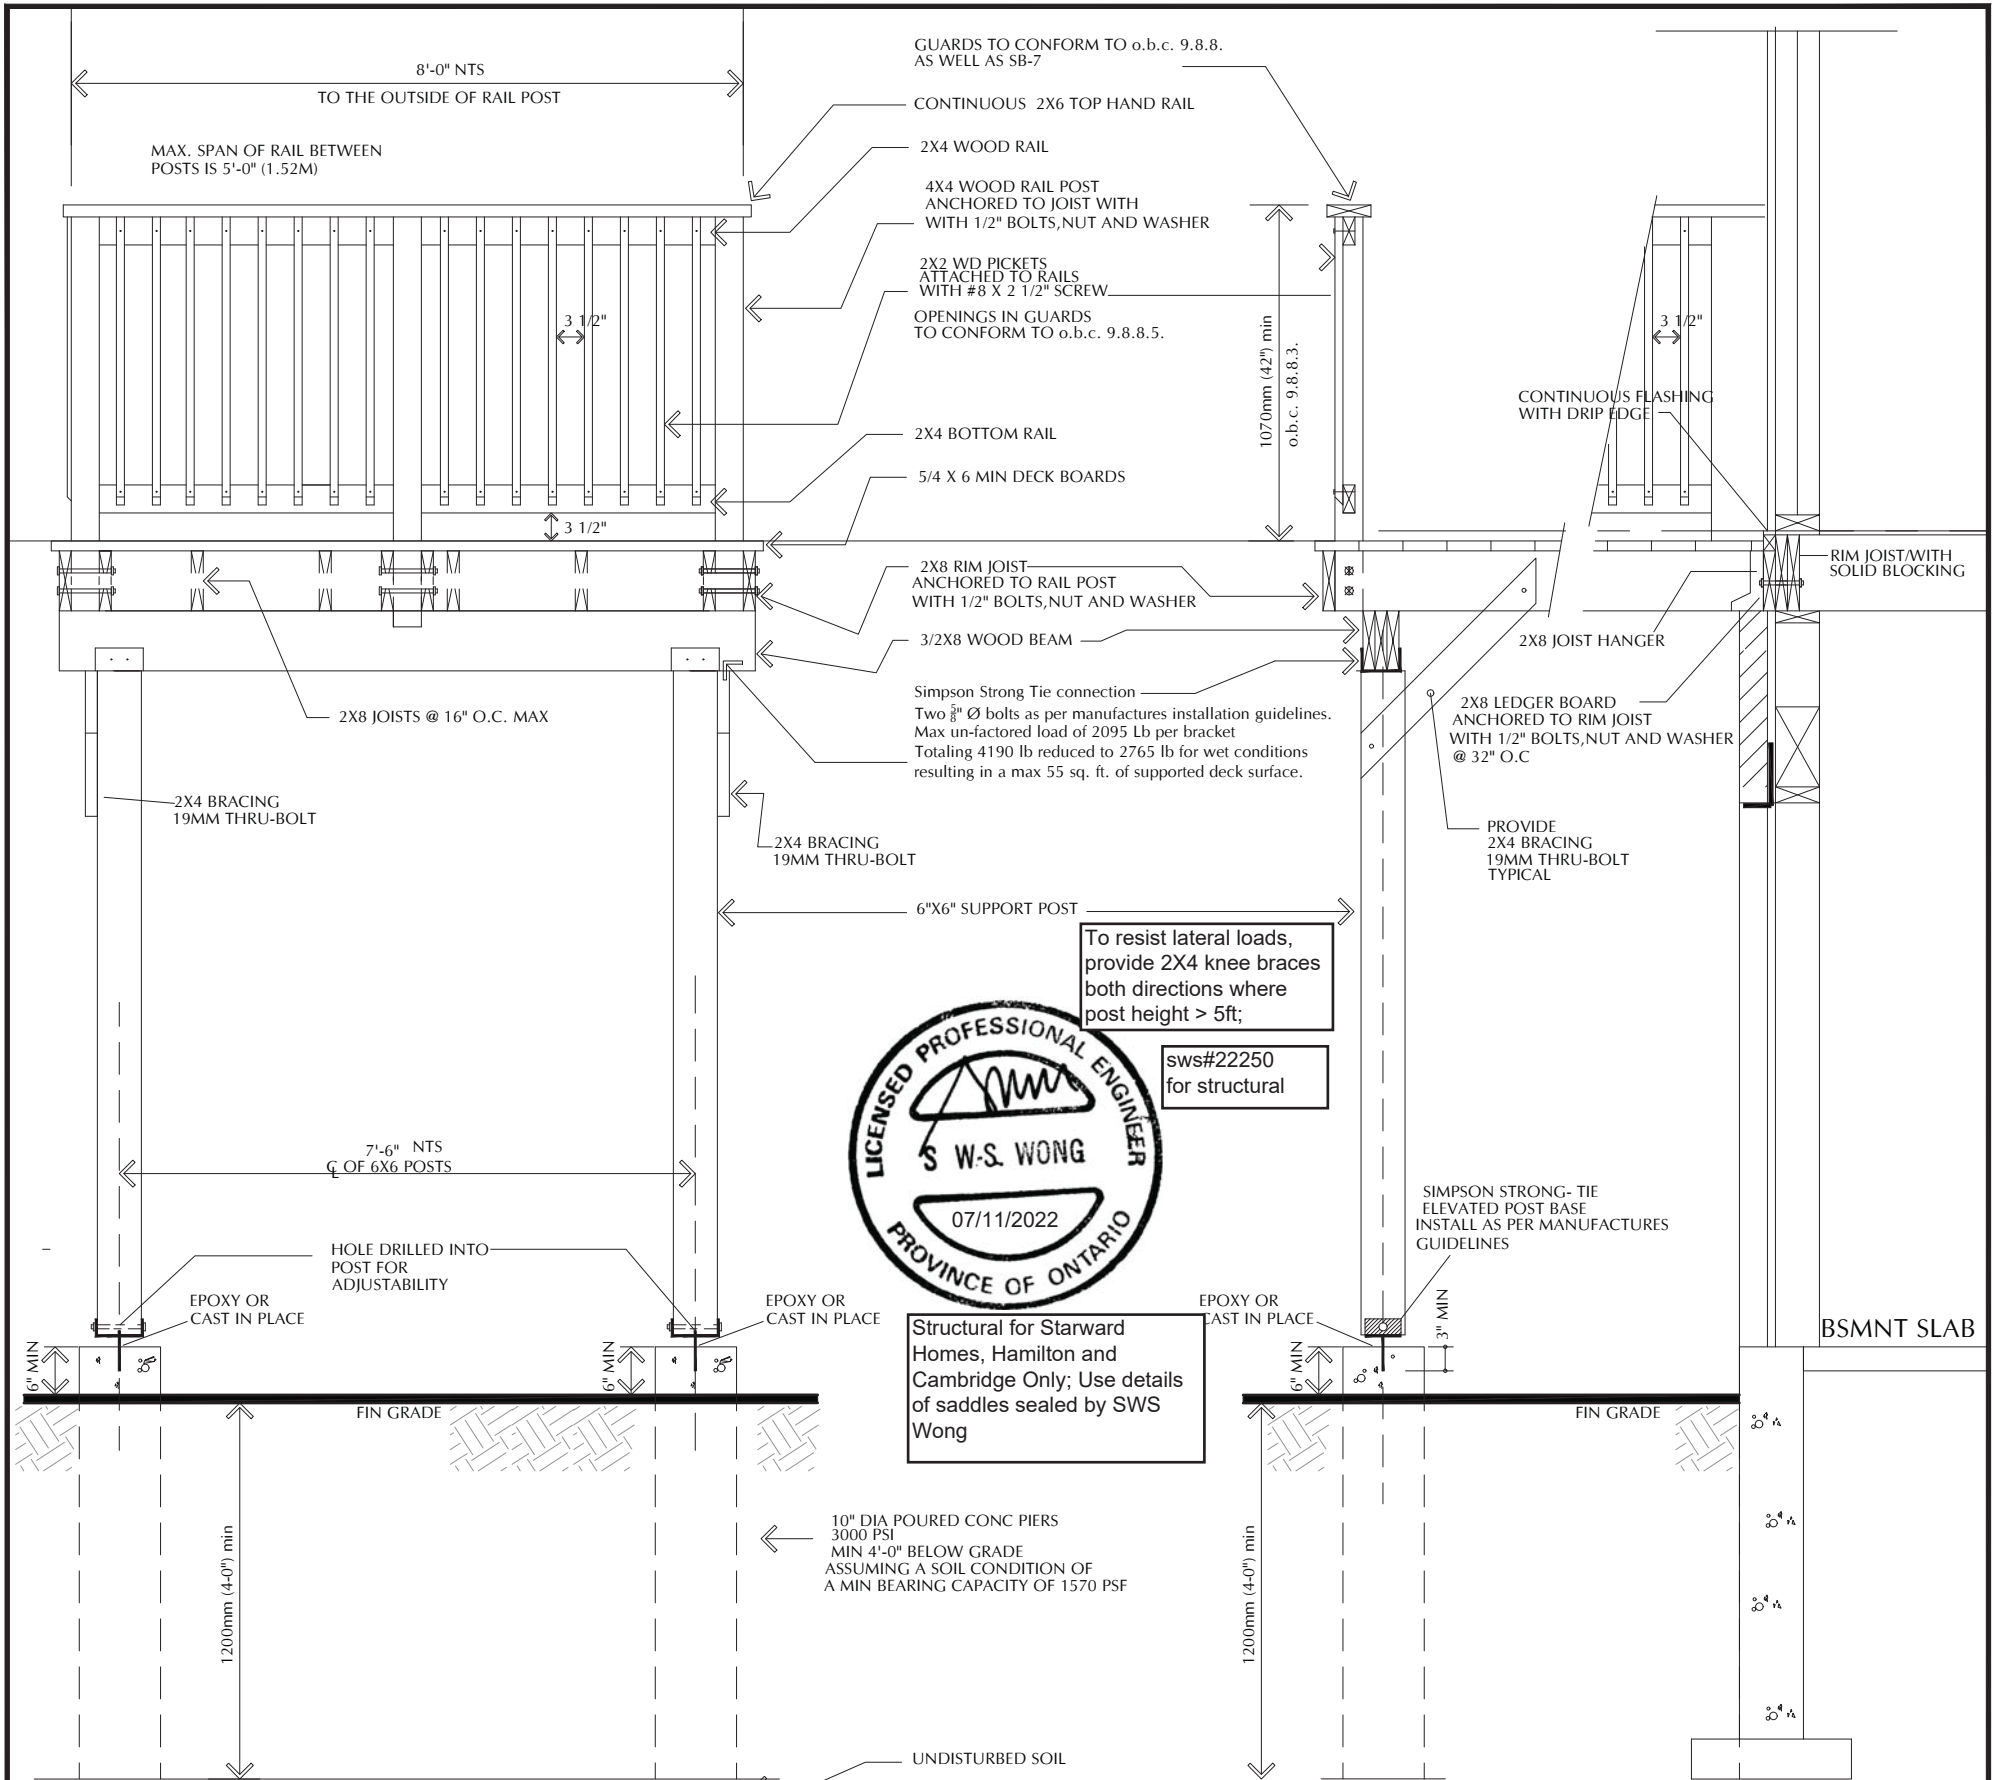 8'-0" NTS
TO THE OUTSIDE OF RAIL POST
MAX. SPAN OF RAIL BETWEEN
POSTS IS 5'-0" (1.52M)
GUARDS TO CONFORM TO o.b.c. 9.8.8.
AS WELL AS SB-7
CONTINUOUS 2X6 TOP HAND RAIL
2X4 WOOD RAIL
4X4 WOOD RAIL POST
ANCHORED TO JOIST WITH
WITH 1/2" BOLTS,NUT AND WASHER
2X2 WD PICKETS
ATTACHED TO RAILS
WITH #8 X 2 1/2" SCREW
OPENINGS IN GUARDS
TO CONFORM TO o.b.c. 9.8.8.5.
3 1/2"
3 1/2"
1070mm (42") min
o.b.c. 9.8.8.3.
CONTINUOUS FLASHING
WITH DRIP EDGE
2X4 BOTTOM RAIL
5/4 X 6 MIN DECK BOARDS
3 1/2"
2X8 RIM JOIST
ANCHORED TO RAIL POST
WITH 1/2" BOLTS,NUT AND WASHER
RIM JOIST/WITH
SOLID BLOCKING
3/2X8 WOOD BEAM
2X8 JOIST HANGER
Simpson Strong Tie connection
Two 5/8" Ø bolts as per manufactures installation guidelines.
Max un-factored load of 2095 Lb per bracket
Totaling 4190 lb reduced to 2765 lb for wet conditions
resulting in a max 55 sq. ft. of supported deck surface.
2X8 JOISTS @ 16" O.C. MAX
2X8 LEDGER BOARD
ANCHORED TO RIM JOIST
WITH 1/2" BOLTS,NUT AND WASHER
@ 32" O.C
2X4 BRACING
19MM THRU-BOLT
2X4 BRACING
19MM THRU-BOLT
PROVIDE
2X4 BRACING
19MM THRU-BOLT
TYPICAL
6"X6" SUPPORT POST
To resist lateral loads,
provide 2X4 knee braces
both directions where
post height > 5ft;
sws#22250
for structural
LICENSED PROFESSIONAL ENGINEER
S W-S. WONG
07/11/2022
PROVINCE OF ONTARIO
7'-6" NTS
℄ OF 6X6 POSTS
SIMPSON STRONG- TIE
ELEVATED POST BASE
INSTALL AS PER MANUFACTURES
GUIDELINES
HOLE DRILLED INTO
POST FOR
ADJUSTABILITY
EPOXY OR
CAST IN PLACE
EPOXY OR
CAST IN PLACE
EPOXY OR
CAST IN PLACE
Structural for Starward
Homes, Hamilton and
Cambridge Only; Use details
of saddles sealed by SWS
Wong
6" MIN
6" MIN
6" MIN
3" MIN
BSMNT SLAB
FIN GRADE
FIN GRADE
10" DIA POURED CONC PIERS
3000 PSI
MIN 4'-0" BELOW GRADE
ASSUMING A SOIL CONDITION OF
A MIN BEARING CAPACITY OF 1570 PSF
1200mm (4-0") min
1200mm (4-0") min
UNDISTURBED SOIL